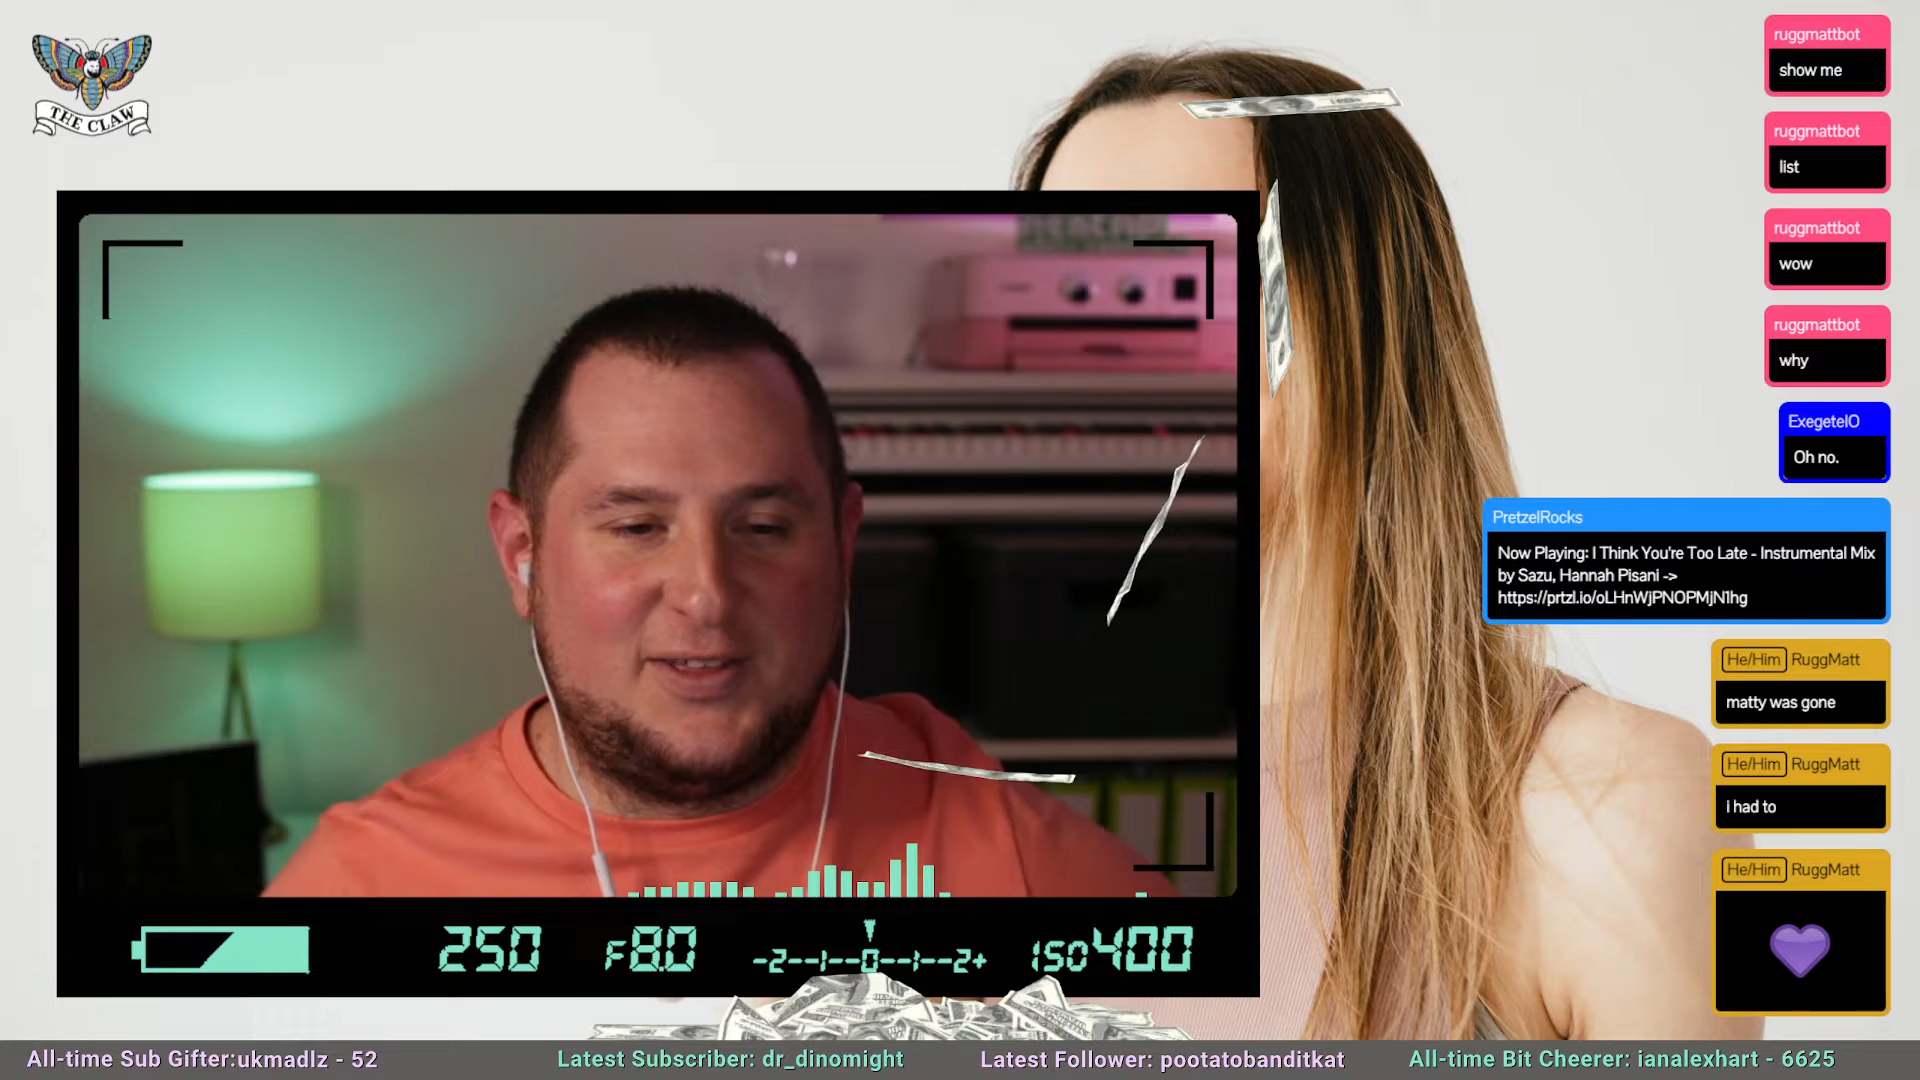 THE CLAW
250 F8.0 -2--1--0--1--2+ ISO400
ruggmattbot
show me
ruggmattbot
list
ruggmattbot
wow
ruggmattbot
why
ExegeteIO
Oh no.
PretzelRocks
Now Playing: I Think You're Too Late - Instrumental Mix
by Sazu, Hannah Pisani ->
https://prtzl.io/oLHnWjPNOPMjN1hg
He/Him RuggMatt
matty was gone
He/Him RuggMatt
i had to
He/Him RuggMatt
All-time Sub Gifter:ukmadlz - 52
Latest Subscriber: dr_dinomight
Latest Follower: pootatobanditkat
All-time Bit Cheerer: ianalexhart - 6625